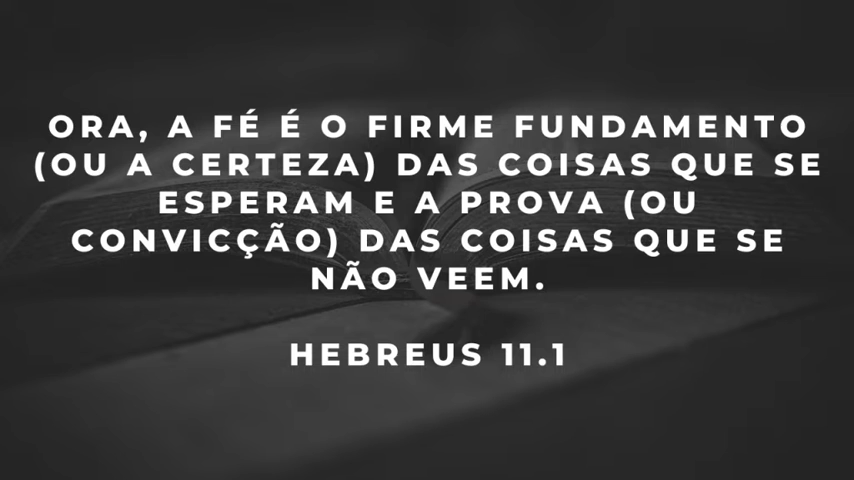 ORA, A FÉ É O FIRME FUNDAMENTO
(OU A CERTEZA) DAS COISAS QUE SE
ESPERAM E A PROVA (OU
CONVICÇÃO) DAS COISAS QUE SE
NÃO VEEM.
HEBREUS 11.1